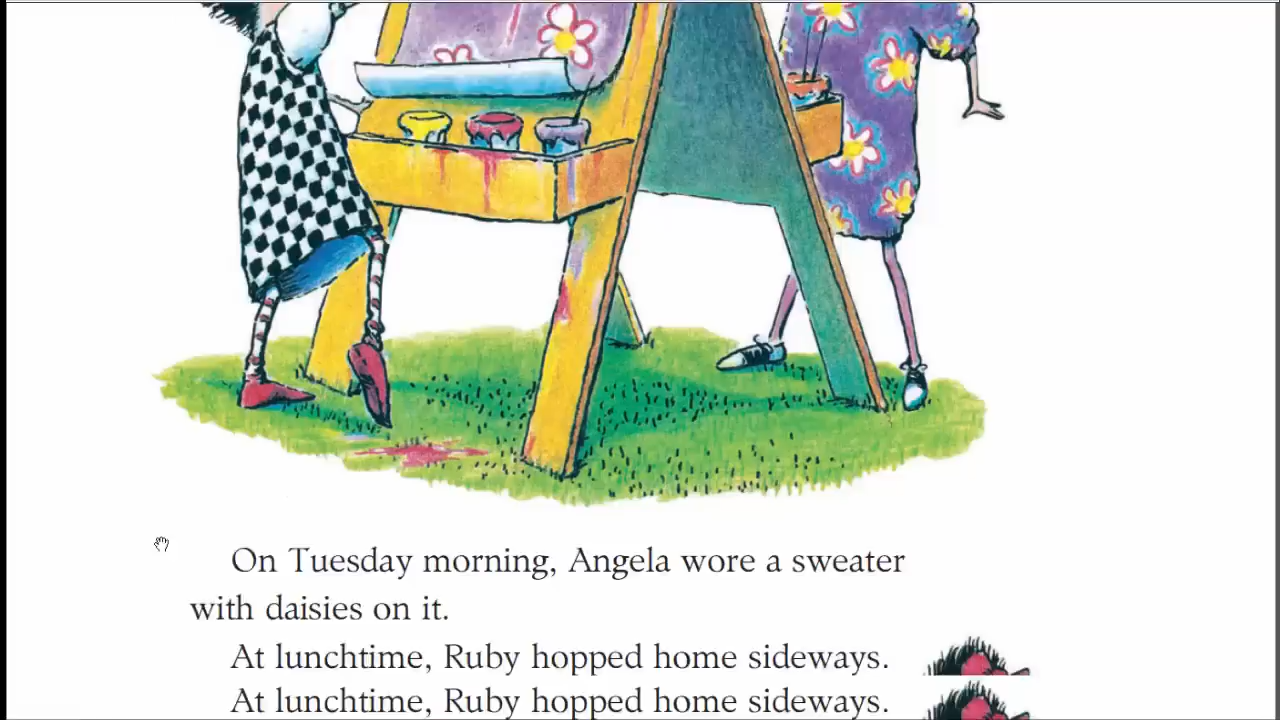 On Tuesday morning, Angela wore a sweater
with daisies on it.
At lunchtime, Ruby hopped home sideways.
At lunchtime, Ruby hopped home sideways.